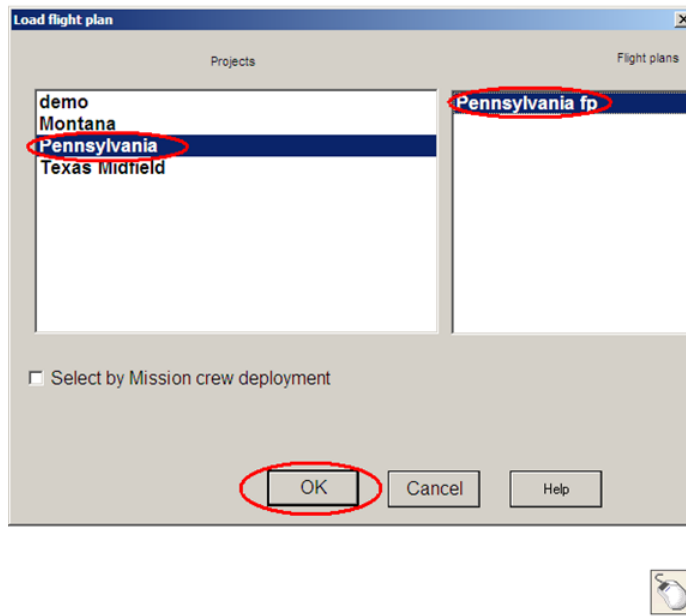 Load flight plan
Projects
Flight plans
demo
Montana
Pennsylvania
Texas Midfield
Pennsylvania fp
Select by Mission crew deployment
OK
Cancel
Help